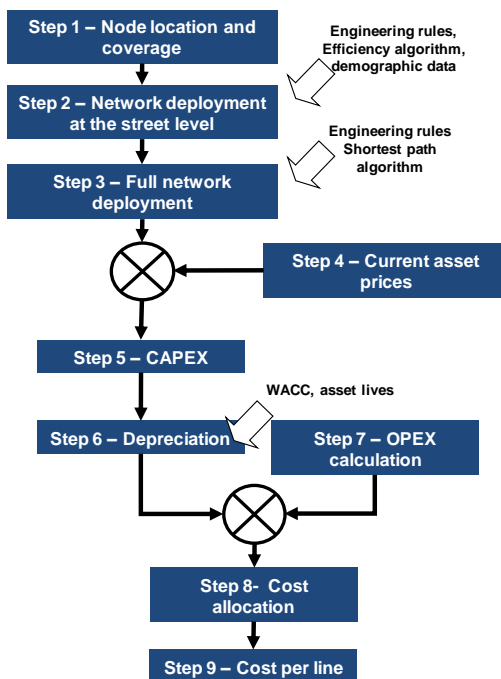 Step 1 – Node location and
coverage
Engineering rules,
Efficiency algorithm,
demographic data
Step 2 – Network deployment
at the street level
Engineering rules
Shortest path
algorithm
Step 3 – Full network
deployment
Step 4 – Current asset
prices
Step 5 – CAPEX
WACC, asset lives
Step 6 – Depreciation
Step 7 – OPEX
calculation
Step 8- Cost
allocation
Step 9 – Cost per line